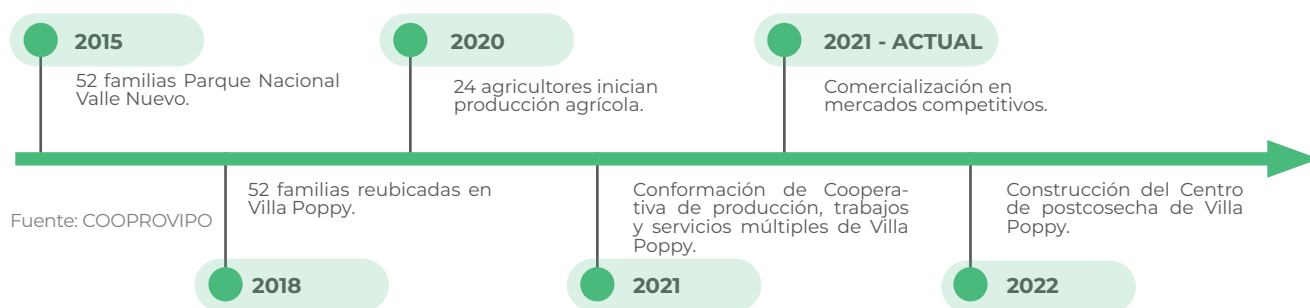 2015
52 familias Parque Nacional
Valle Nuevo.
2020
24 agricultores inician
producción agrícola.
2021 - ACTUAL
Comercialización en
mercados competitivos.
52 familias reubicadas en
Villa Poppy.
2018
Conformación de Coopera-
tiva de producción, trabajos
y servicios múltiples de Villa
Poppy.
2021
Construcción del Centro
de postcosecha de Villa
Poppy.
2022
Fuente: COOPROVIPO